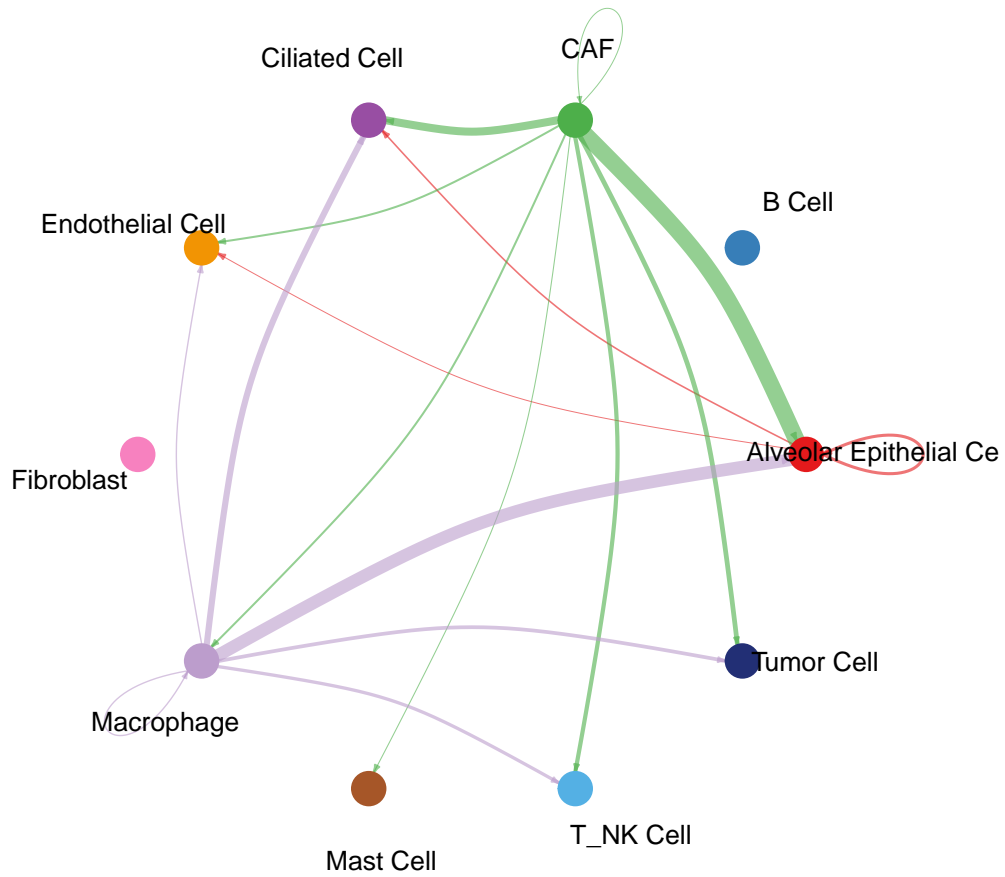 CAF
Ciliated Cell
B Cell
Endothelial Cell
Alveolar Epithelial Ce
Fibroblast
Tumor Cell
Macrophage
T_NK Cell
Mast Cell